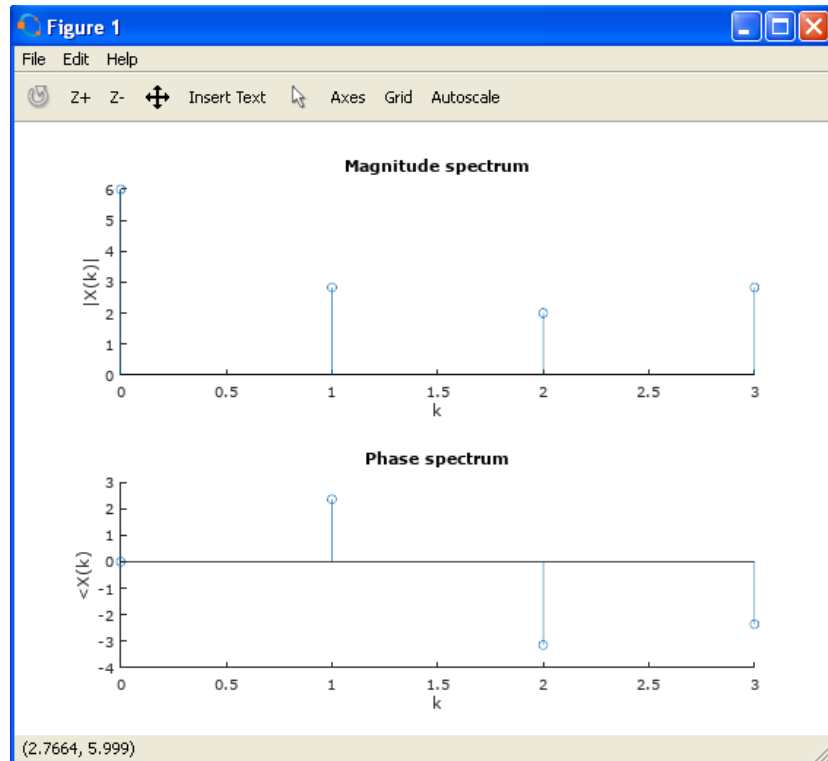 Figure 1
File Edit Help
Z+ Z- Insert Text Axes Grid Autoscale
Magnitude spectrum
6
5
4
3
2
1
0
|X(k)|
0 0.5 1 1.5 2 2.5 3
k
Phase spectrum
3
2
1
0
-1
-2
-3
-4
<X(k)
0 0.5 1 1.5 2 2.5 3
k
(2.7664, 5.999)